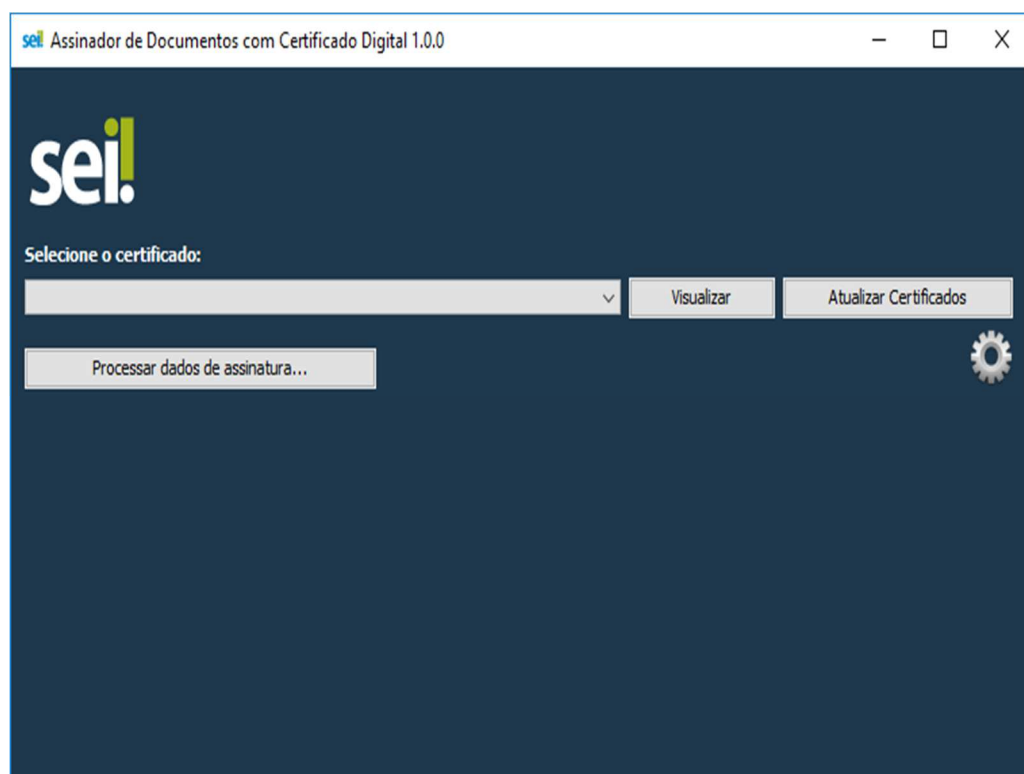 sei! Assinador de Documentos com Certificado Digital 1.0.0
sei!
Selecione o certificado:
Visualizar
Atualizar Certificados
Processar dados de assinatura...